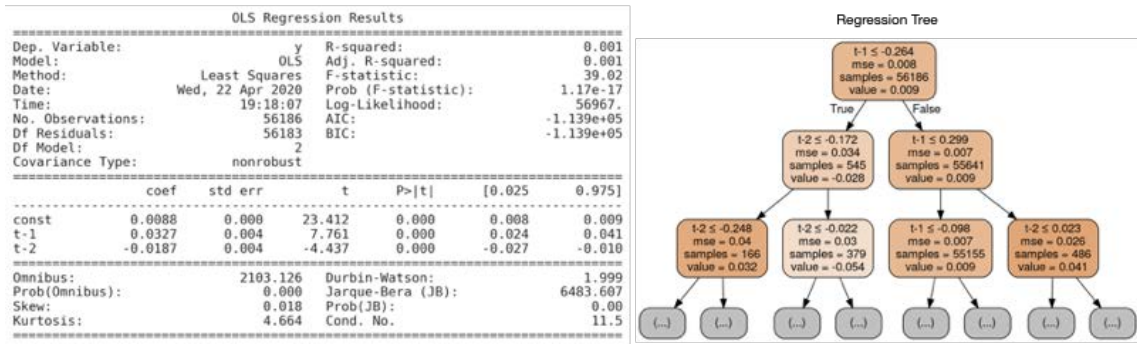 OLS Regression Results
Dep. Variable: y R-squared: 0.001
Model: OLS Adj. R-squared: 0.001
Method: Least Squares F-statistic: 39.02
Date: Wed, 22 Apr 2020 Prob (F-statistic): 1.17e-17
Time: 19:18:07 Log-Likelihood: 56967.
No. Observations: 56186 AIC: -1.139e+05
Df Residuals: 56183 BIC: -1.139e+05
Df Model: 2
Covariance Type: nonrobust
coef std err t P>|t| [0.025 0.975]
const 0.0088 0.000 23.412 0.000 0.008 0.009
t-1 0.0327 0.004 7.761 0.000 0.024 0.041
t-2 -0.0187 0.004 -4.437 0.000 -0.027 -0.010
Omnibus: 2103.126 Durbin-Watson: 1.999
Prob(Omnibus): 0.000 Jarque-Bera (JB): 6483.607
Skew: 0.018 Prob(JB): 0.00
Kurtosis: 4.664 Cond. No. 11.5
Regression Tree
t-1 ≤ -0.264
mse = 0.008
samples = 56186
value = 0.009
True
False
t-2 ≤ -0.172
mse = 0.034
samples = 545
value = -0.028
t-1 ≤ 0.299
mse = 0.007
samples = 55641
value = 0.009
t-2 ≤ -0.248
mse = 0.04
samples = 166
value = 0.032
t-2 ≤ -0.022
mse = 0.03
samples = 379
value = -0.054
t-1 ≤ -0.098
mse = 0.007
samples = 55155
value = 0.009
t-2 ≤ 0.023
mse = 0.026
samples = 486
value = 0.041
(...)
(...)
(...)
(...)
(...)
(...)
(...)
(...)